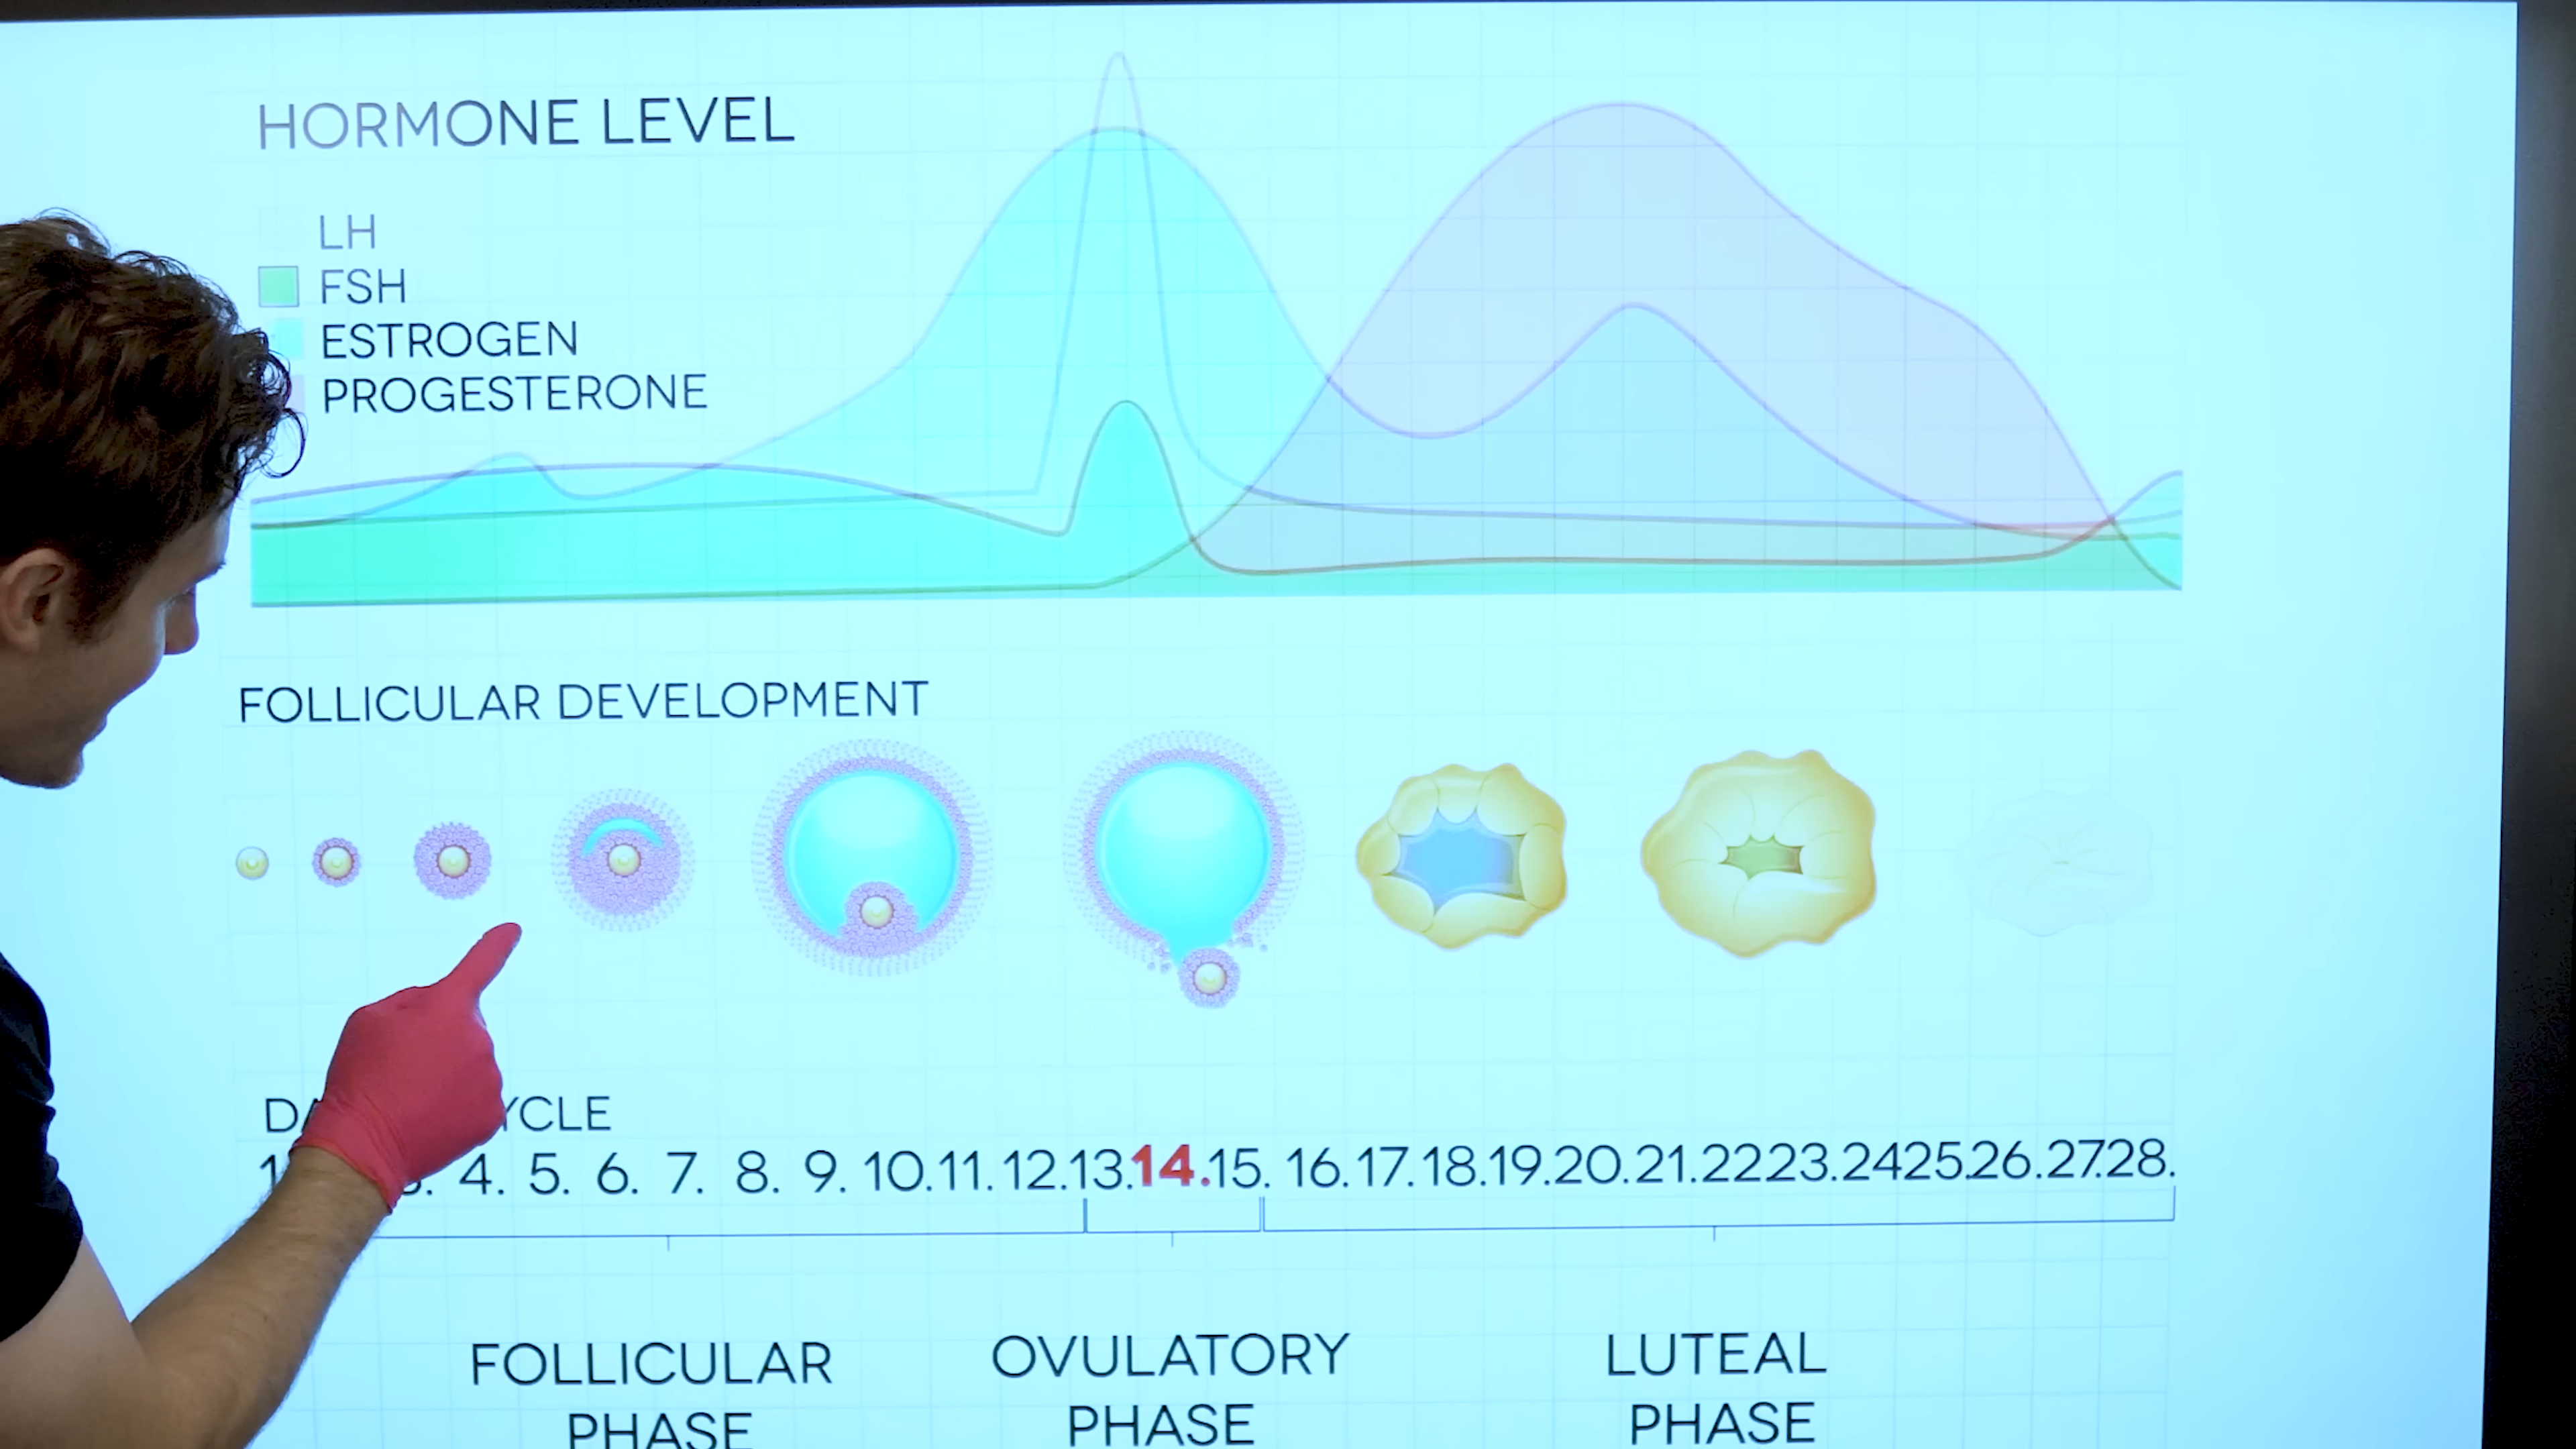 HORMONE LEVEL
LH
FSH
ESTROGEN
PROGESTERONE
FOLLICULAR DEVELOPMENT
1 4. 5. 6. 7. 8. 9. 10. 11. 12. 13. 14. 15. 16. 17. 18. 19. 20. 21. 22 23. 24 25. 26. 27. 28.
FOLLICULAR
PHASE
OVULATORY
PHASE
LUTEAL
PHASE